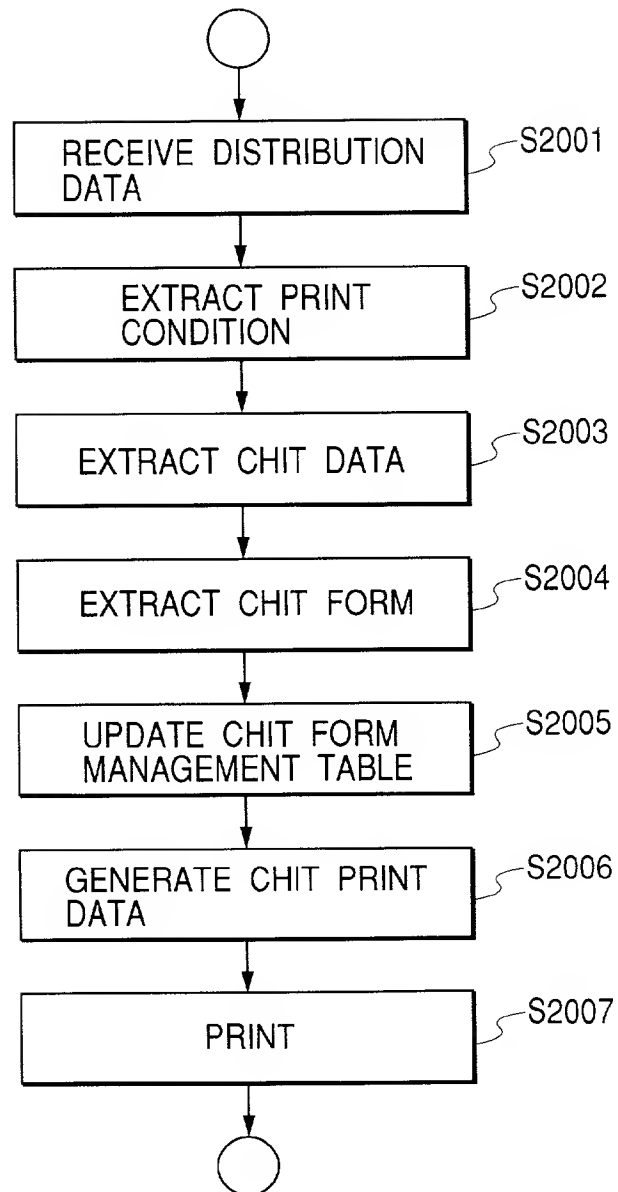 RECEIVE DISTRIBUTION
DATA
S2001
EXTRACT PRINT
CONDITION
S2002
EXTRACT CHIT DATA
S2003
EXTRACT CHIT FORM
S2004
UPDATE CHIT FORM
MANAGEMENT TABLE
S2005
GENERATE CHIT PRINT
DATA
S2006
PRINT
S2007